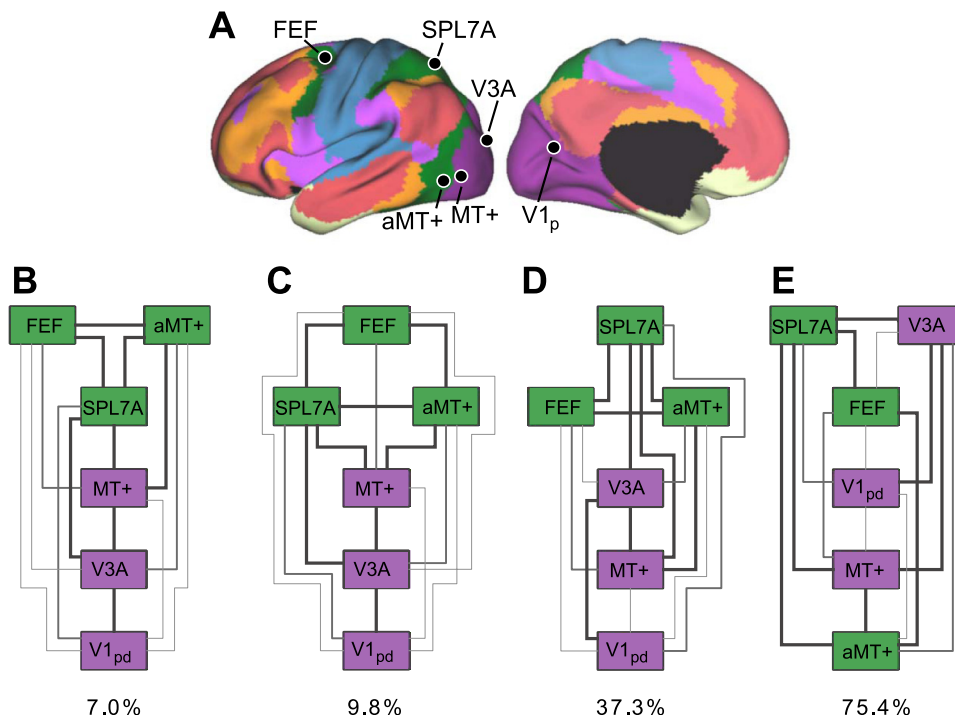 A
FEF
SPL7A
V3A
aMT+
MT+
V1p
B
FEF
aMT+
SPL7A
MT+
V3A
V1pd
7.0%
C
FEF
SPL7A
aMT+
MT+
V3A
V1pd
9.8%
D
SPL7A
FEF
aMT+
V3A
MT+
V1pd
37.3%
E
SPL7A
V3A
FEF
V1pd
MT+
aMT+
75.4%